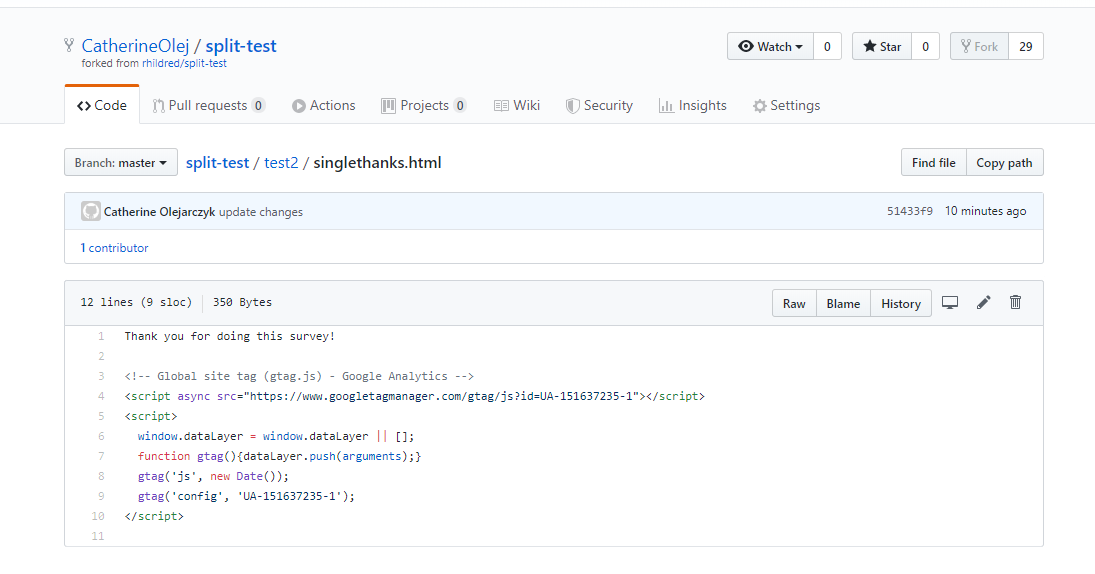 CatherineOlej / split-test
forked from rhildred/split-test
Watch 0 Star 0 Fork 29
Code Pull requests 0 Actions Projects 0 Wiki Security Insights Settings
Branch: master split-test / test2 / singlethanks.html Find file Copy path
Catherine Olejarczyk update changes 51433f9 10 minutes ago
1 contributor
12 lines (9 sloc) 350 Bytes Raw Blame History
1 Thank you for doing this survey!
2
3 <!-- Global site tag (gtag.js) - Google Analytics -->
4 <script async src="https://www.googletagmanager.com/gtag/js?id=UA-151637235-1"></script>
5 <script>
6 window.dataLayer = window.dataLayer || [];
7 function gtag(){dataLayer.push(arguments);}
8 gtag('js', new Date());
9 gtag('config', 'UA-151637235-1');
10 </script>
11